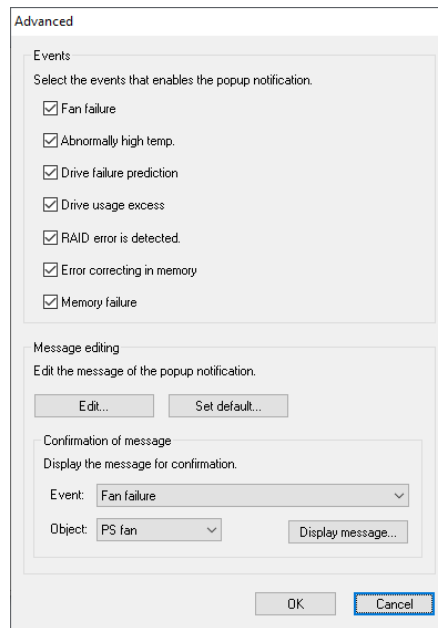 Advanced
Events
Select the events that enables the popup notification.
Fan failure
Abnormally high temp.
Drive failure prediction
Drive usage excess
RAID error is detected.
Error correcting in memory
Memory failure
Message editing
Edit the message of the popup notification.
Edit... Set default...
Confirmation of message
Display the message for confirmation.
Event: Fan failure
Object: PS fan Display message...
OK Cancel